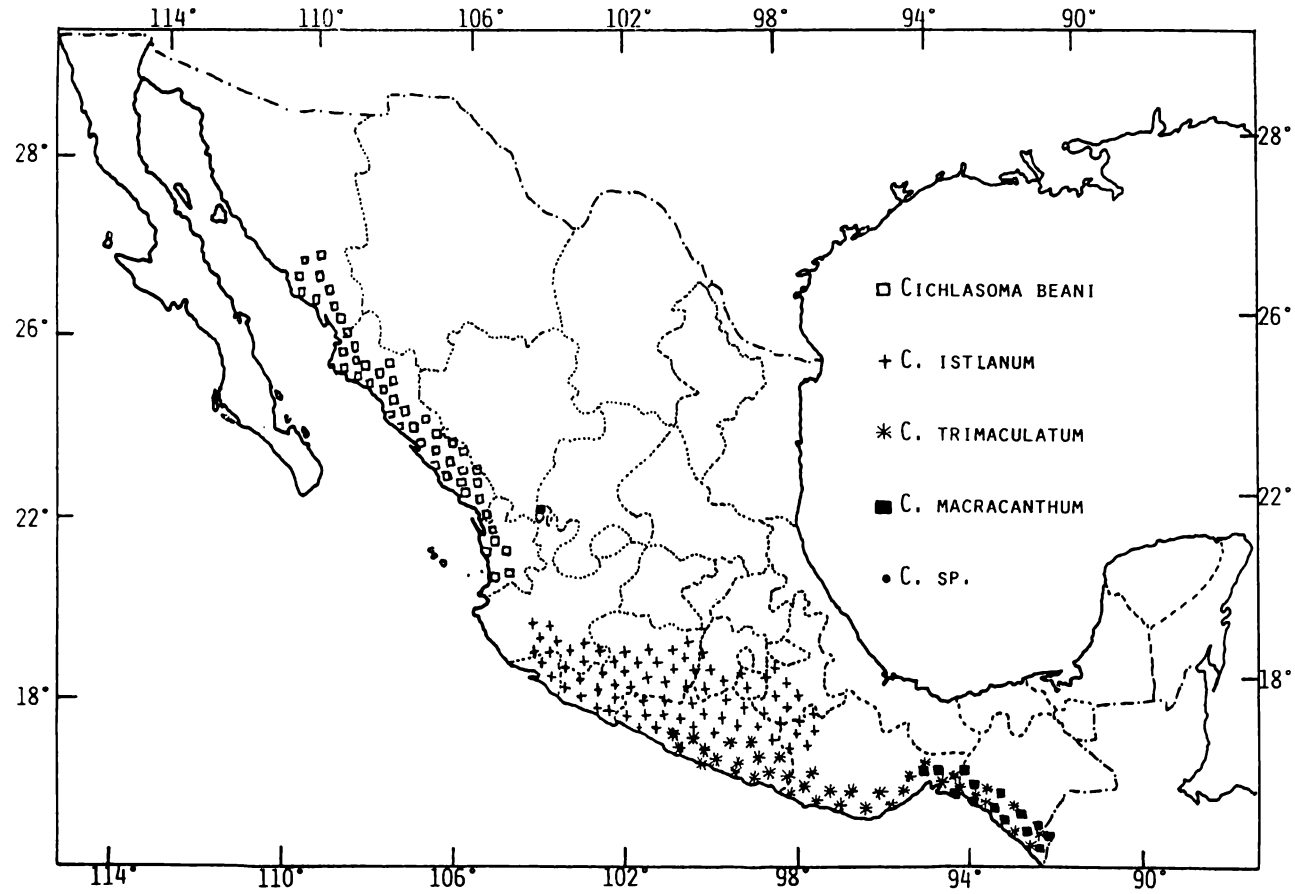 114° 110° 106° 102° 98° 94° 90°
28° 28°
□ CICHLASOMA BEANI
26° 26°
+ C. ISTLANUM
✳ C. TRIMACULATUM
22° 22°
■ C. MACRACANTHUM
• C. SP.
18° 18°
114° 110° 106° 102° 98° 94° 90°